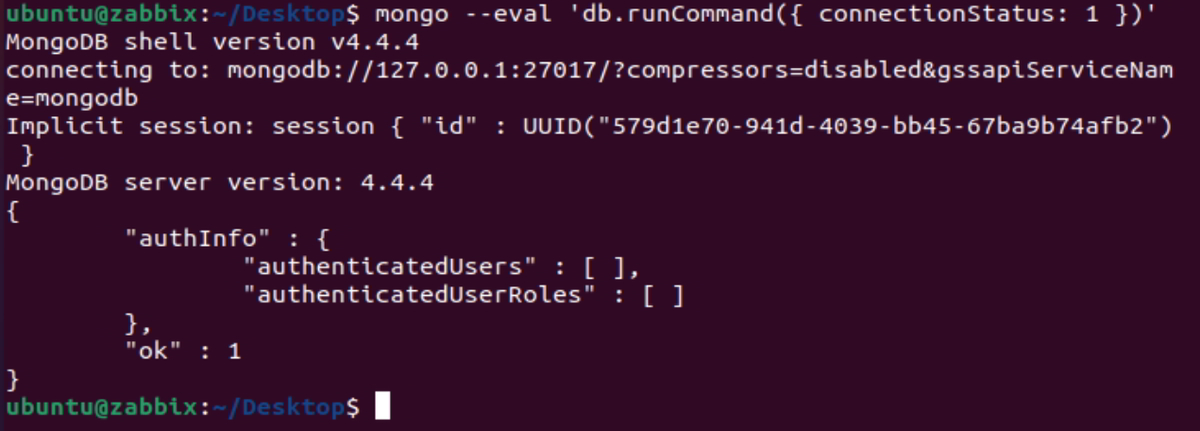 ubuntu@zabbix:~/Desktop$ mongo --eval 'db.runCommand({ connectionStatus: 1 })'
MongoDB shell version v4.4.4
connecting to: mongodb://127.0.0.1:27017/?compressors=disabled&gssapiServiceNam
e=mongodb
Implicit session: session { "id" : UUID("579d1e70-941d-4039-bb45-67ba9b74afb2")
 }
MongoDB server version: 4.4.4
{
        "authInfo" : {
                "authenticatedUsers" : [ ],
                "authenticatedUserRoles" : [ ]
        },
        "ok" : 1
}
ubuntu@zabbix:~/Desktop$